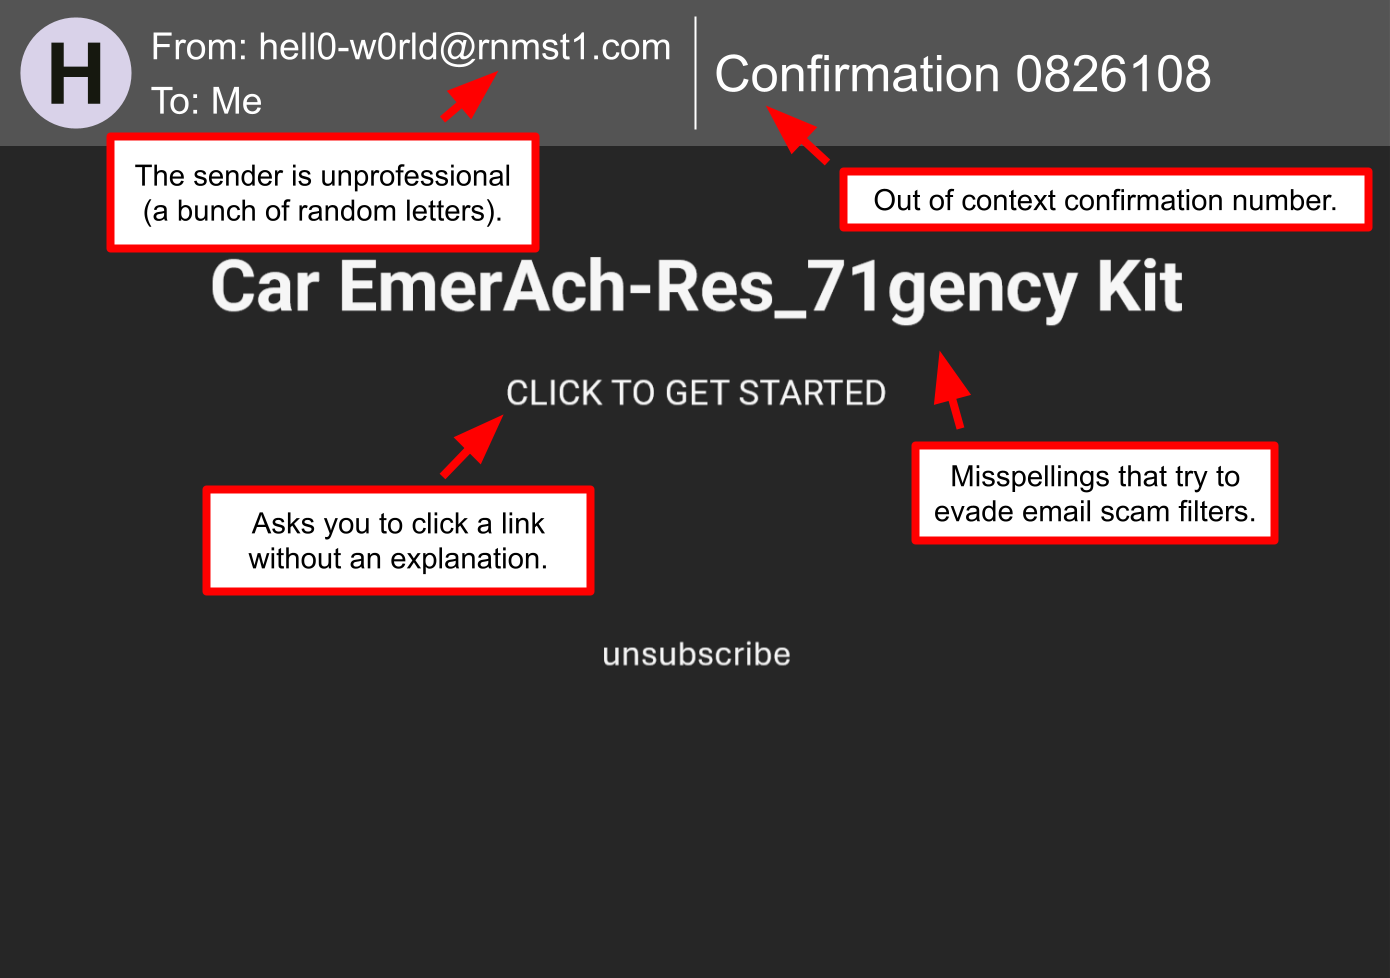 H
From: hell0-w0rld@rnmst1.com
To: Me
Confirmation 0826108
The sender is unprofessional
(a bunch of random letters).
Out of context confirmation number.
Car EmerAch-Res_71gency Kit
CLICK TO GET STARTED
Misspellings that try to
evade email scam filters.
Asks you to click a link
without an explanation.
unsubscribe